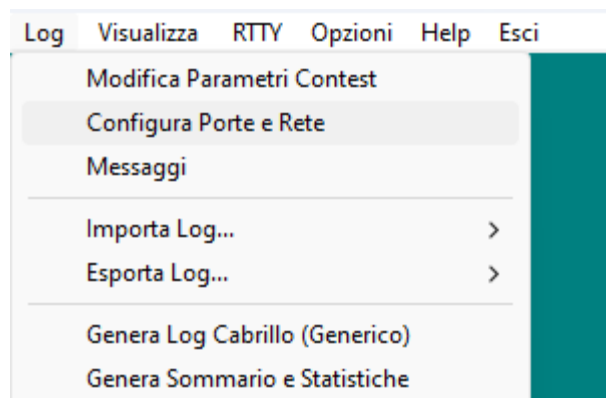 Log Visualizza RTTY Opzioni Help Esci
Modifica Parametri Contest
Configura Porte e Rete
Messaggi
Importa Log...
Esporta Log...
Genera Log Cabrillo (Generico)
Genera Sommario e Statistiche